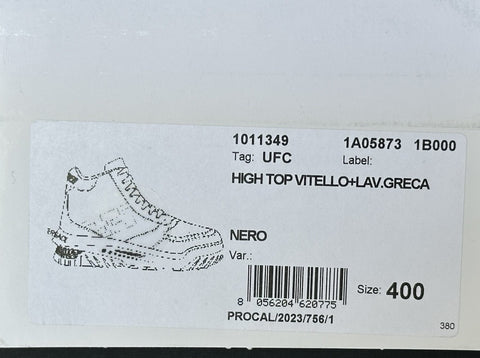 1011349 1A05873 1B000
Tag: UFC Label:
HIGH TOP VITELLO+LAV.GRECA
NERO
Var.:
8 056204 620775
Size: 400
PROCAL/2023/756/1
380